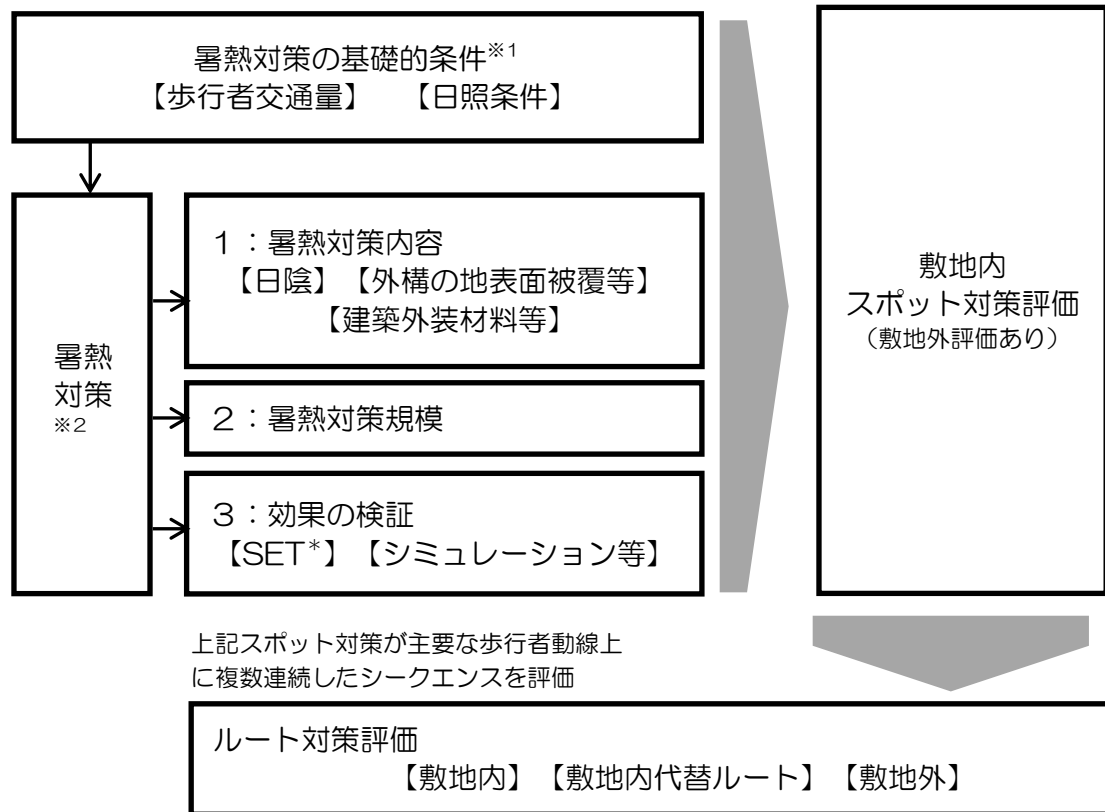 暑熱対策の基礎的条件※1
【歩行者交通量】 【日照条件】
暑熱
対策
※2
1：暑熱対策内容
【日陰】【外構の地表面被覆等】
【建築外装材料等】
2：暑熱対策規模
3：効果の検証
【SET*】【シミュレーション等】
敷地内
スポット対策評価
（敷地外評価あり）
上記スポット対策が主要な歩行者動線上
に複数連続したシークエンスを評価
ルート対策評価
【敷地内】【敷地内代替ルート】【敷地外】